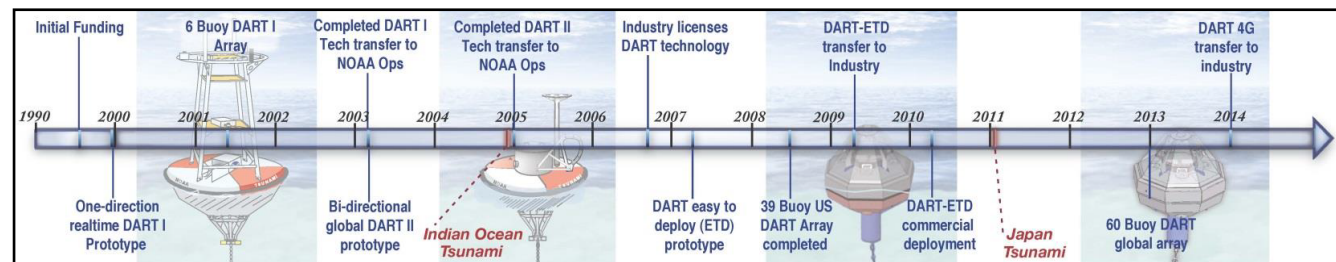 Initial Funding
6 Buoy DART I
Array
Completed DART I
Tech transfer to
NOAA Ops
Completed DART II
Tech transfer to
NOAA Ops
Industry licenses
DART technology
DART-ETD
transfer to
Industry
DART 4G
transfer to
industry
1990 2000 2001 2002 2003 2004 2005 2006 2007 2008 2009 2010 2011 2012 2013 2014
NOAA TSUNAMI
One-direction
realtime DART I
Prototype
Bi-directional
global DART II
prototype
Indian Ocean
Tsunami
DART easy to
deploy (ETD)
prototype
39 Buoy US
DART Array
completed
DART-ETD
commercial
deployment
Japan
Tsunami
60 Buoy DART
global array